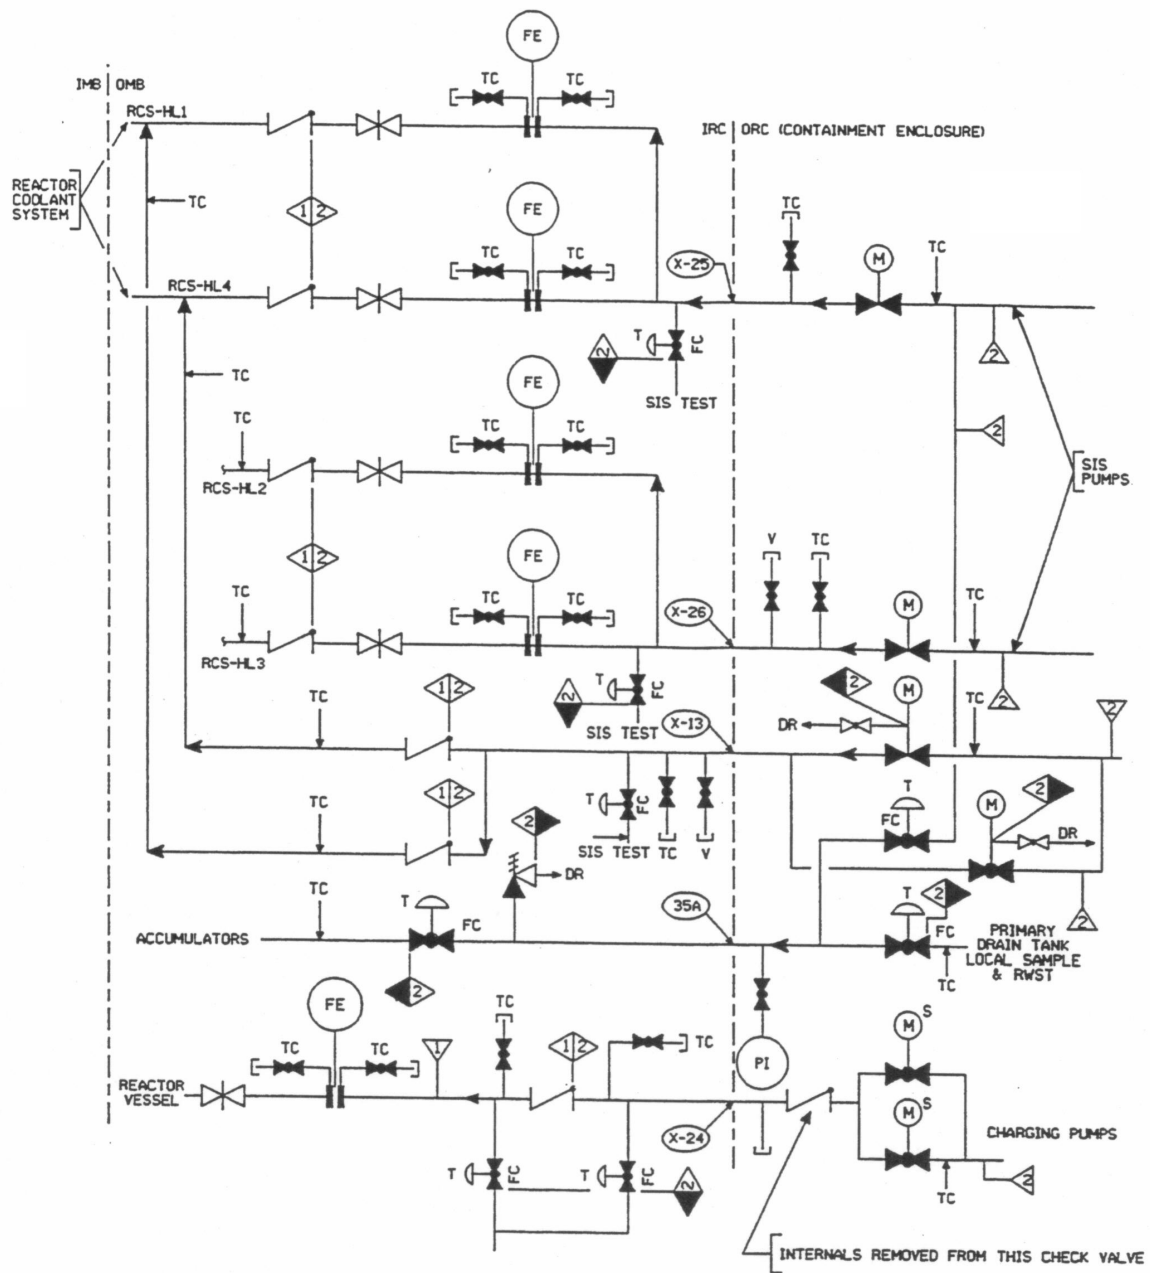 FE
TC TC
IMB OMB
RCS-HL1
IRC ORC (CONTAINMENT ENCLOSURE)
REACTOR
COOLANT
SYSTEM
TC
1 2
FE
TC
TC TC
X-25
M
TC
RCS-HL4
T
FC
2
SIS TEST
2
FE
TC
TC
TC TC
2
RCS-HL2
SIS
PUMPS
1 2
FE
V
TC
TC
TC TC
X-26
M
TC
RCS-HL3
T
FC
2
SIS TEST
2
1 2
TC
2
M
DR
TC
2
X-13
1 2
TC
T
FC
SIS TEST
TC
V
2
DR
T
FC
M
2
DR
TC
T
FC
35A
T
2
FC
2
ACCUMULATORS
2
PRIMARY
DRAIN TANK
LOCAL SAMPLE
& RWST
TC
FE
TC TC
1
TC
1 2
TC
PI
M S
REACTOR
VESSEL
X-24
M S
CHARGING PUMPS
TC
2
T
FC
T
FC
2
INTERNALS REMOVED FROM THIS CHECK VALVE